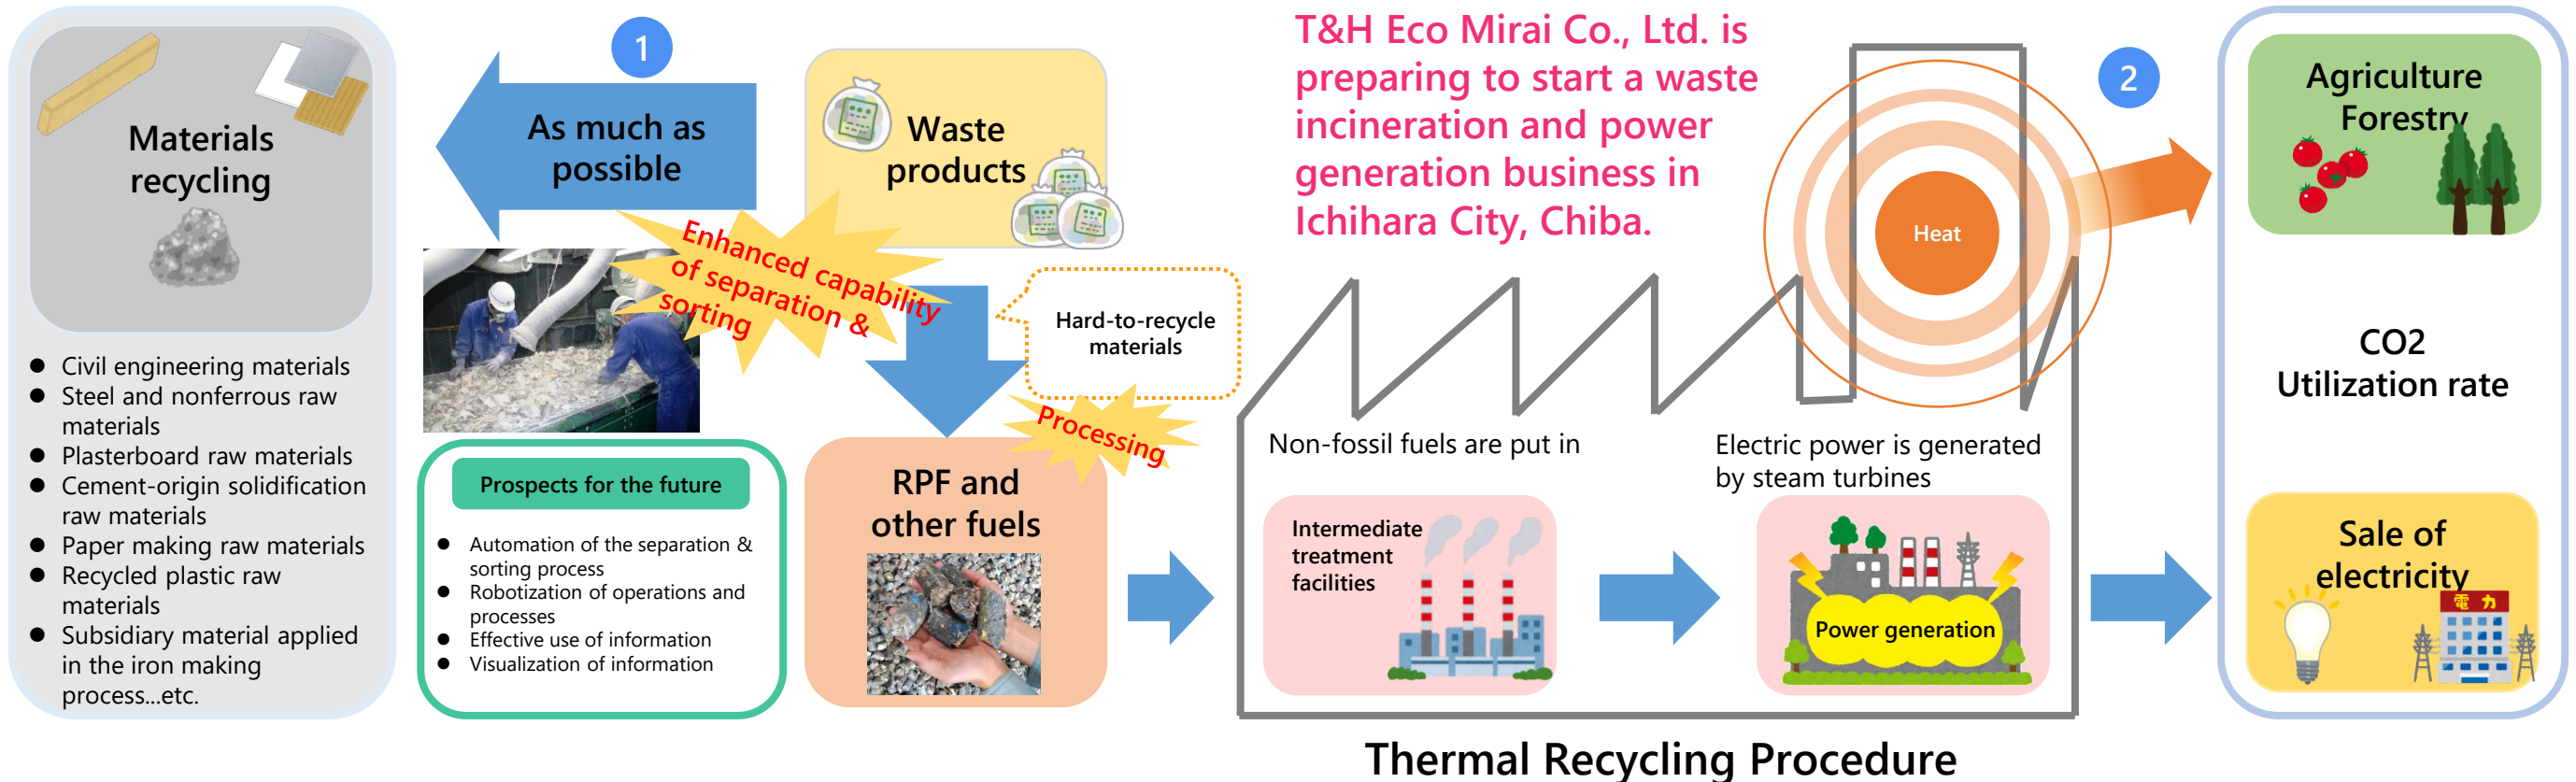 Materials
recycling
● Civil engineering materials
● Steel and nonferrous raw
materials
● Plasterboard raw materials
● Cement-origin solidification
raw materials
● Paper making raw materials
● Recycled plastic raw
materials
● Subsidiary material applied
in the iron making
process...etc.
1
As much as
possible
Waste
products
Enhanced capability
of separation &
sorting
Hard-to-recycle
materials
Processing
Prospects for the future
● Automation of the separation &
sorting process
● Robotization of operations and
processes
● Effective use of information
● Visualization of information
RPF and
other fuels
T&H Eco Mirai Co., Ltd. is
preparing to start a waste
incineration and power
generation business in
Ichihara City, Chiba.
Heat
2
Non-fossil fuels are put in
Electric power is generated
by steam turbines
Intermediate
treatment
facilities
Power generation
Thermal Recycling Procedure
Agriculture
Forestry
CO2
Utilization rate
Sale of
electricity
電力